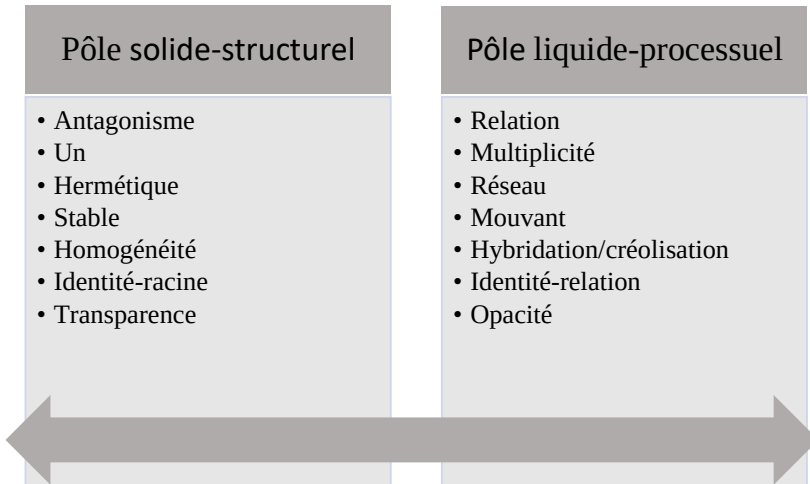 Pôle solide-structurel
• Antagonisme
• Un
• Hermétique
• Stable
• Homogénéité
• Identité-racine
• Transparence
Pôle liquide-processuel
• Relation
• Multiplicité
• Réseau
• Mouvant
• Hybridation/créolisation
• Identité-relation
• Opacité